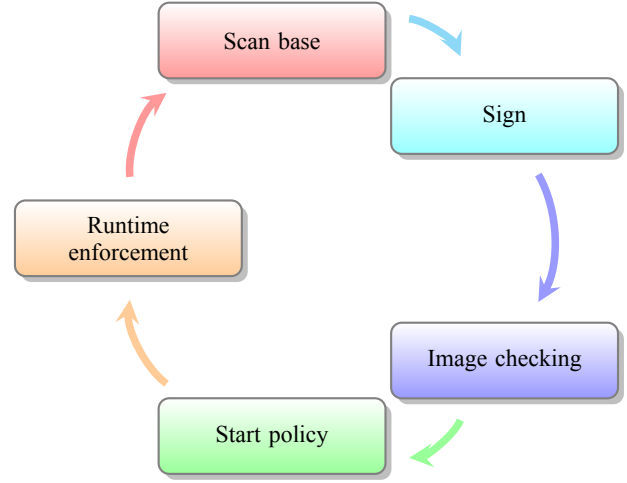 Scan base
Sign
Image checking
Start policy
Runtime
enforcement